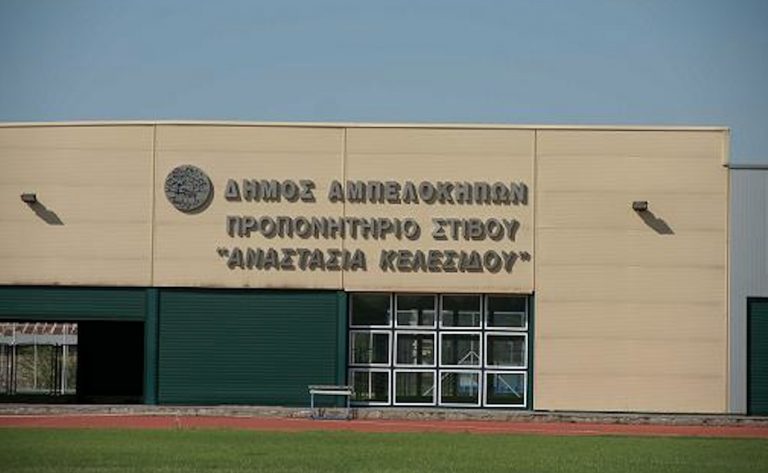 ΔΗΜΟΣ ΑΜΠΕΛΟΚΗΠΩΝ
ΠΡΟΠΟΝΗΤΗΡΙΟ ΣΤΙΒΟΥ
"ΑΝΑΣΤΑΣΙΑ ΚΕΛΕΣΙΔΟΥ"